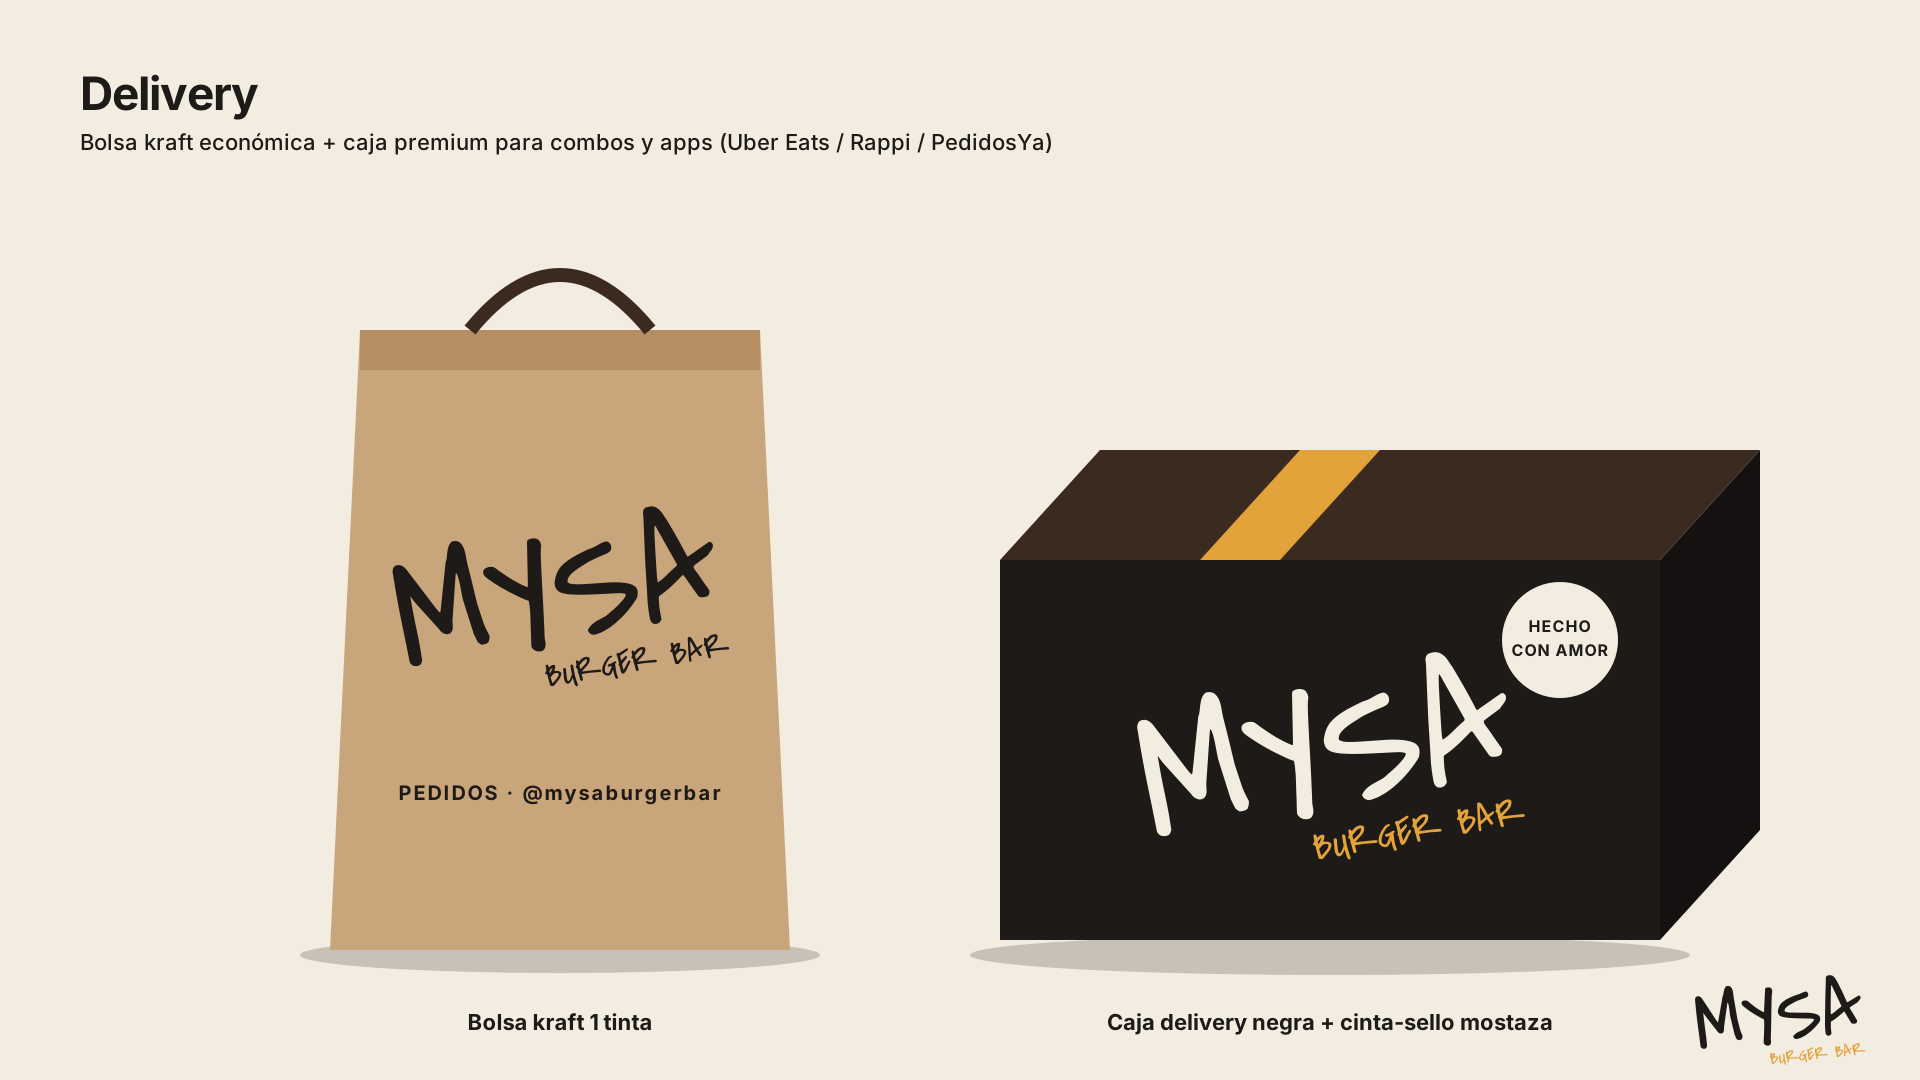 Delivery
Bolsa kraft económica + caja premium para combos y apps (Uber Eats / Rappi / PedidosYa)
MYSA
BURGER BAR
PEDIDOS · @mysaburgerbar
HECHO
CON AMOR
MYSA
BURGER BAR
Bolsa kraft 1 tinta
Caja delivery negra + cinta-sello mostaza
MYSA
BURGER BAR